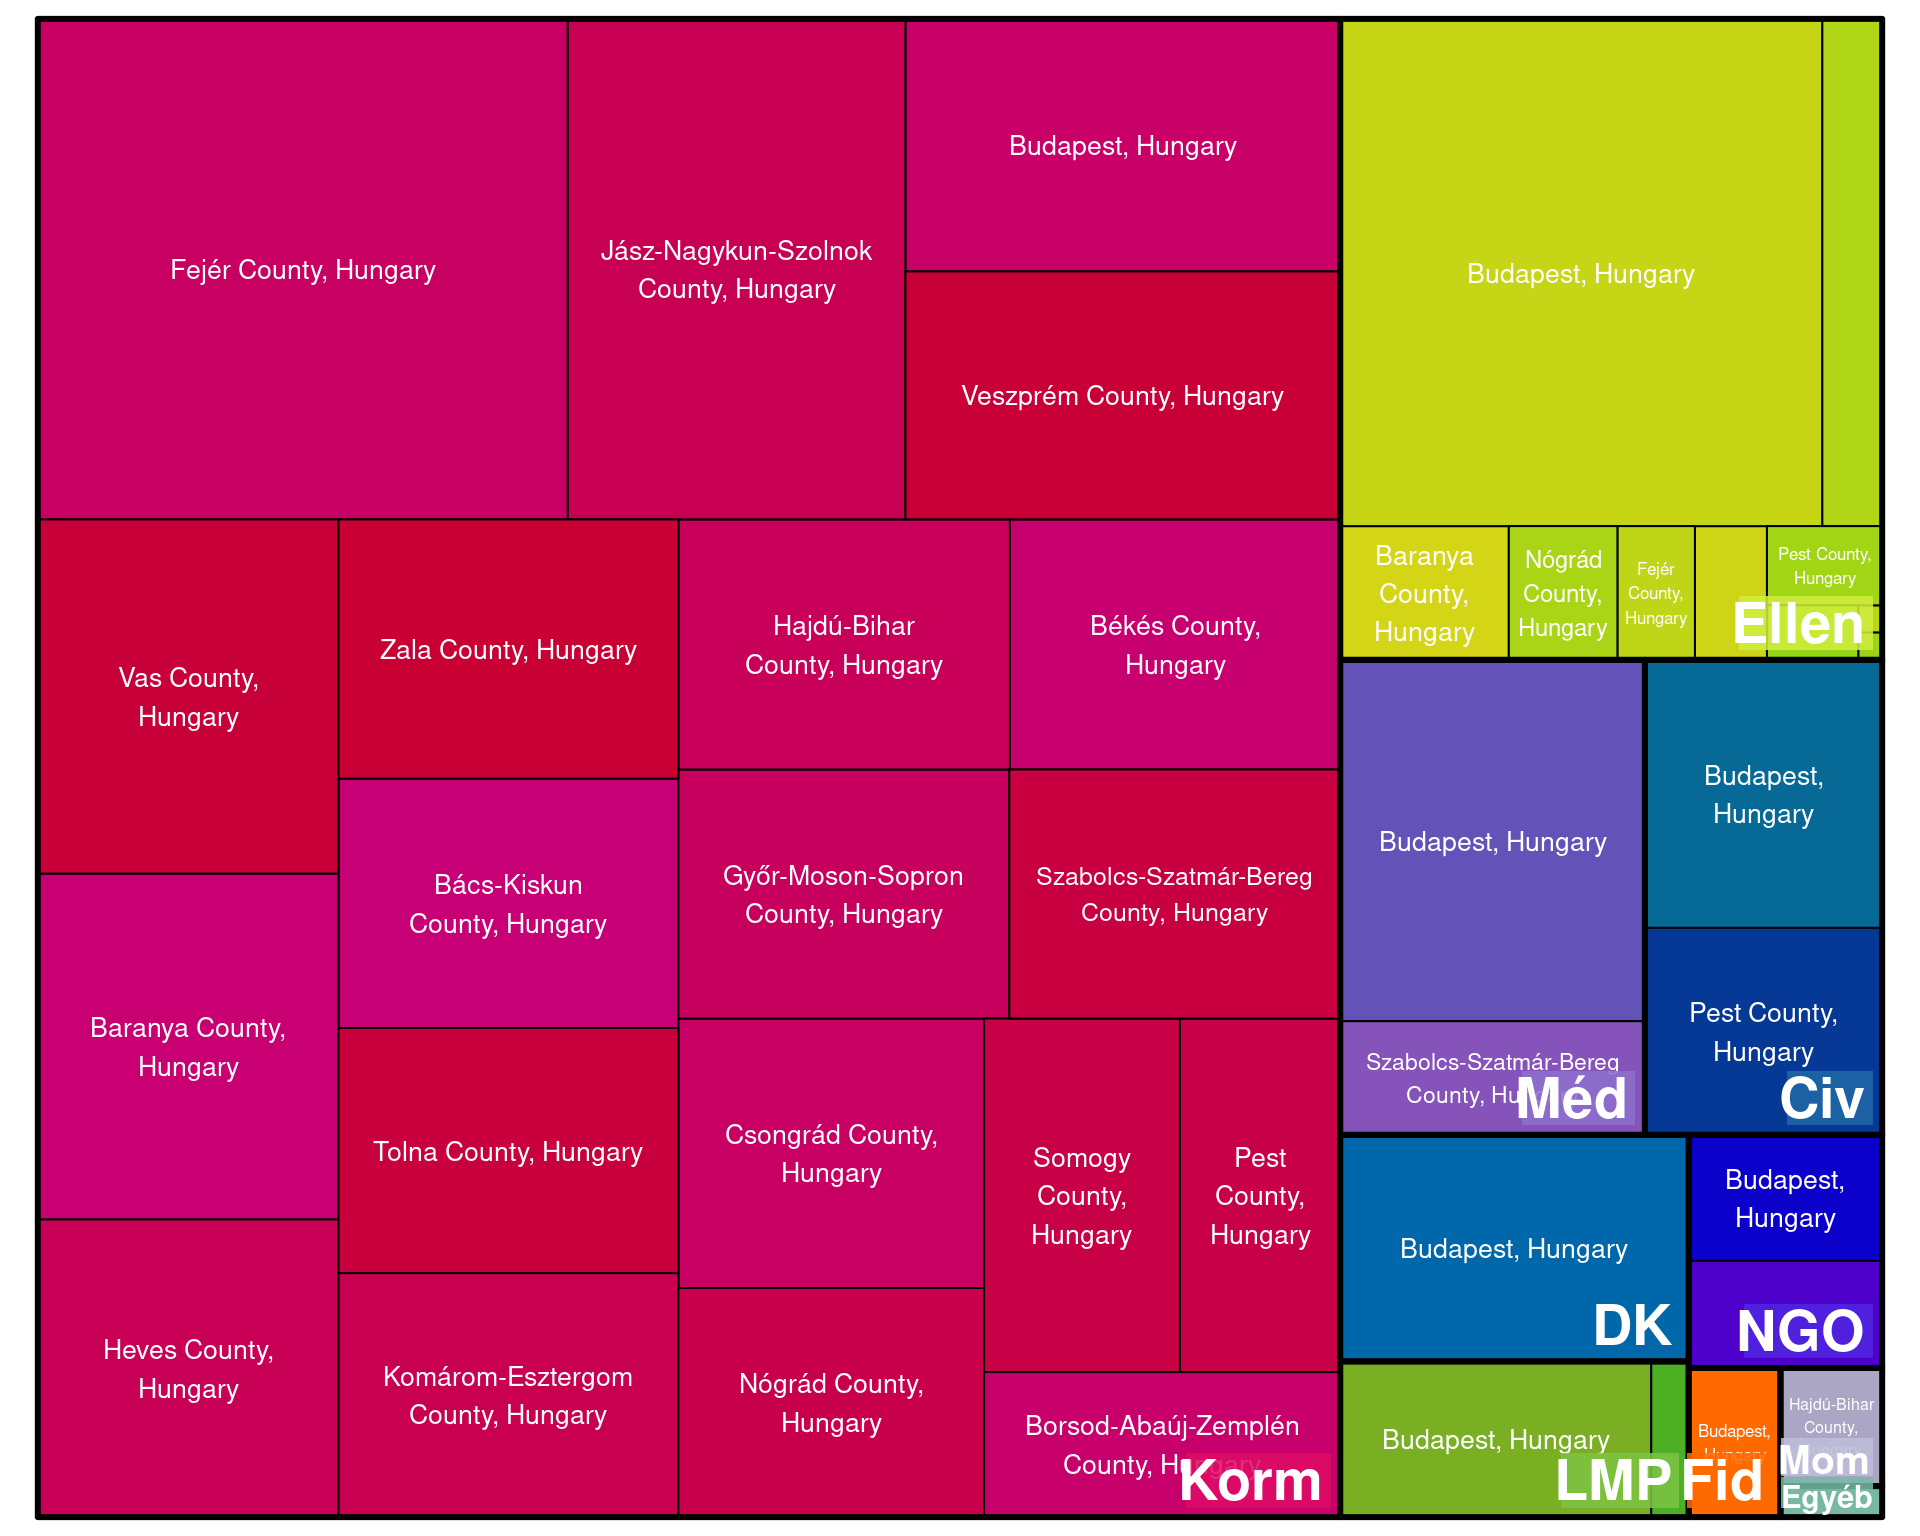 Fejér County, Hungary
Jász-Nagykun-Szolnok
County, Hungary
Budapest, Hungary
Veszprém County, Hungary
Vas County,
Hungary
Zala County, Hungary
Hajdú-Bihar
County, Hungary
Békés County,
Hungary
Bács-Kiskun
County, Hungary
Győr-Moson-Sopron
County, Hungary
Szabolcs-Szatmár-Bereg
County, Hungary
Baranya County,
Hungary
Tolna County, Hungary
Csongrád County,
Hungary
Somogy
County,
Hungary
Pest
County,
Hungary
Heves County,
Hungary
Komárom-Esztergom
County, Hungary
Nógrád County,
Hungary
Borsod-Abaúj-Zemplén
County, Hungary
Korm
Budapest, Hungary
Baranya
County,
Hungary
Nógrád
County,
Hungary
Fejér
County,
Hungary
Pest County,
Hungary
Ellen
Budapest, Hungary
Szabolcs-Szatmár-Bereg
County, Hu
Méd
Budapest,
Hungary
Pest County,
Hungary
Civ
Budapest, Hungary
DK
Budapest,
Hungary
NGO
Budapest, Hungary
LMP
Budapest,
Hungary
Fid
Hajdú-Bihar
County,
Mom
Egyéb